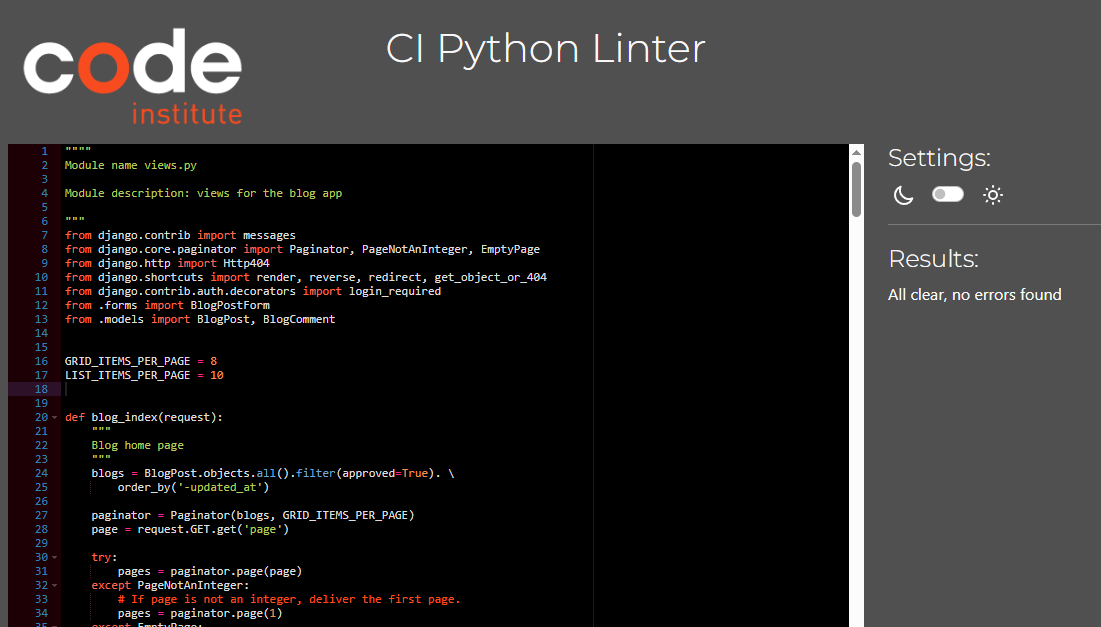 code
institute
CI Python Linter
1 """"
2 Module name views.py
3
4 Module description: views for the blog app
5
6 """
7 from django.contrib import messages
8 from django.core.paginator import Paginator, PageNotAnInteger, EmptyPage
9 from django.http import Http404
10 from django.shortcuts import render, reverse, redirect, get_object_or_404
11 from django.contrib.auth.decorators import login_required
12 from .forms import BlogPostForm
13 from .models import BlogPost, BlogComment
14
15
16 GRID_ITEMS_PER_PAGE = 8
17 LIST_ITEMS_PER_PAGE = 10
18
19
20 def blog_index(request):
21 """
22 Blog home page
23 """
24 blogs = BlogPost.objects.all().filter(approved=True). \
25 order_by('-updated_at')
26
27 paginator = Paginator(blogs, GRID_ITEMS_PER_PAGE)
28 page = request.GET.get('page')
29
30 try:
31 pages = paginator.page(page)
32 except PageNotAnInteger:
33 # If page is not an integer, deliver the first page.
34 pages = paginator.page(1)
35 except EmptyPage:
Settings:
Results:
All clear, no errors found